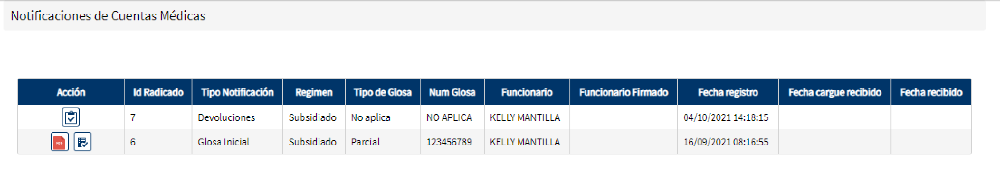 Notificaciones de Cuentas Médicas
Acción Id Radicado Tipo Notificación Regimen Tipo de Glosa Num Glosa Funcionario Funcionario Firmado Fecha registro Fecha cargue recibido Fecha recibido
7 Devoluciones Subsidiado No aplica NO APLICA KELLY MANTILLA 04/10/2021 14:18:15
PDF 6 Glosa Inicial Subsidiado Parcial 123456789 KELLY MANTILLA 16/09/2021 08:16:55